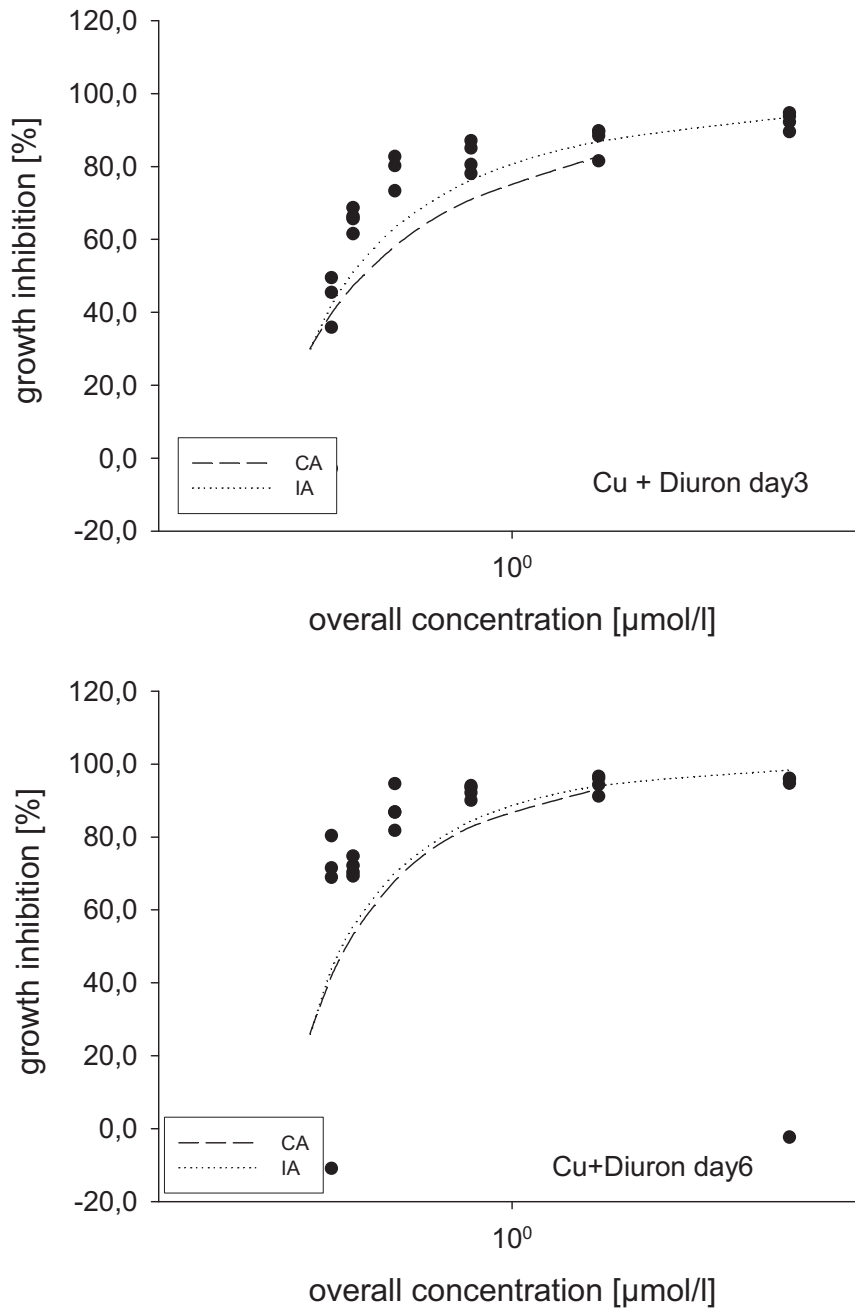 120,0
100,0
80,0
60,0
40,0
20,0
0,0
-20,0
growth inhibition [%]
CA
IA
Cu + Diuron day3
10⁰
overall concentration [µmol/l]
120,0
100,0
80,0
60,0
40,0
20,0
0,0
-20,0
growth inhibition [%]
CA
IA
Cu+Diuron day6
10⁰
overall concentration [µmol/l]